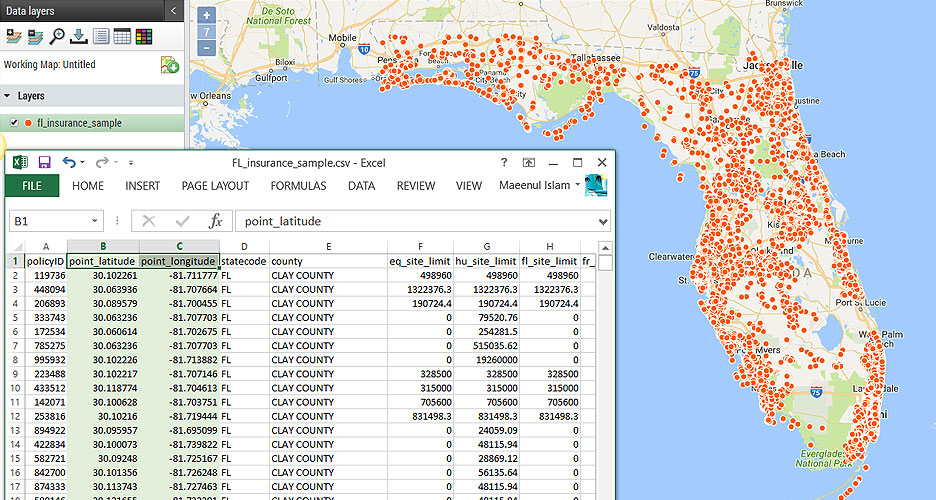 Data layers
Working Map: Untitled
Layers
fl_insurance_sample
FL_insurance_sample.csv - Excel
?
FILE HOME INSERT PAGE LAYOUT FORMULAS DATA REVIEW VIEW Maeenul Islam
B1 fx point_latitude
A B C D E F G H
1 policyID point_latitude point_longitude statecode county eq_site_limit hu_site_limit fl_site_limit fr_
2 119736 30.102261 -81.711777 FL CLAY COUNTY 498960 498960 498960
3 448094 30.063936 -81.707664 FL CLAY COUNTY 1322376.3 1322376.3 1322376.3
4 206893 30.089579 -81.700455 FL CLAY COUNTY 190724.4 190724.4 190724.4
5 333743 30.063236 -81.707703 FL CLAY COUNTY 0 79520.76 0
6 172534 30.060614 -81.702675 FL CLAY COUNTY 0 254281.5 0
7 785275 30.063236 -81.707703 FL CLAY COUNTY 0 515035.62 0
8 995932 30.102226 -81.713882 FL CLAY COUNTY 0 19260000 0
9 223488 30.102217 -81.707146 FL CLAY COUNTY 328500 328500 328500
10 433512 30.118774 -81.704613 FL CLAY COUNTY 315000 315000 315000
11 142071 30.100628 -81.703751 FL CLAY COUNTY 705600 705600 705600
12 253816 30.10216 -81.719444 FL CLAY COUNTY 831498.3 831498.3 831498.3
13 894922 30.095957 -81.695099 FL CLAY COUNTY 0 24059.09 0
14 422834 30.100073 -81.739822 FL CLAY COUNTY 0 48115.94 0
15 582721 30.09248 -81.725167 FL CLAY COUNTY 0 28869.12 0
16 842700 30.101356 -81.726248 FL CLAY COUNTY 0 56135.64 0
17 874333 30.113743 -81.727463 FL CLAY COUNTY 0 48115.94 0
+
7
−
De Soto
National Forest
Mobile
Biloxi
Gulfport
Gulf Shores
10
Panama
City Beach
Tallahassee
Valdosta
75
Clearwater
Port St Lucie
Palm
Beach
75
Everglades
National Park